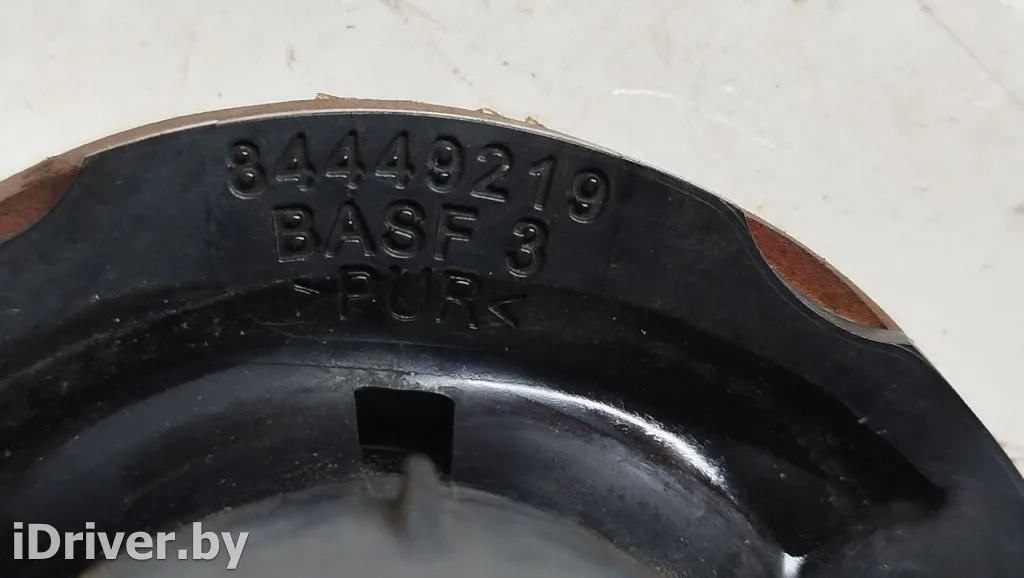 84449219
BASF 3
>PUR<
iDriver.by